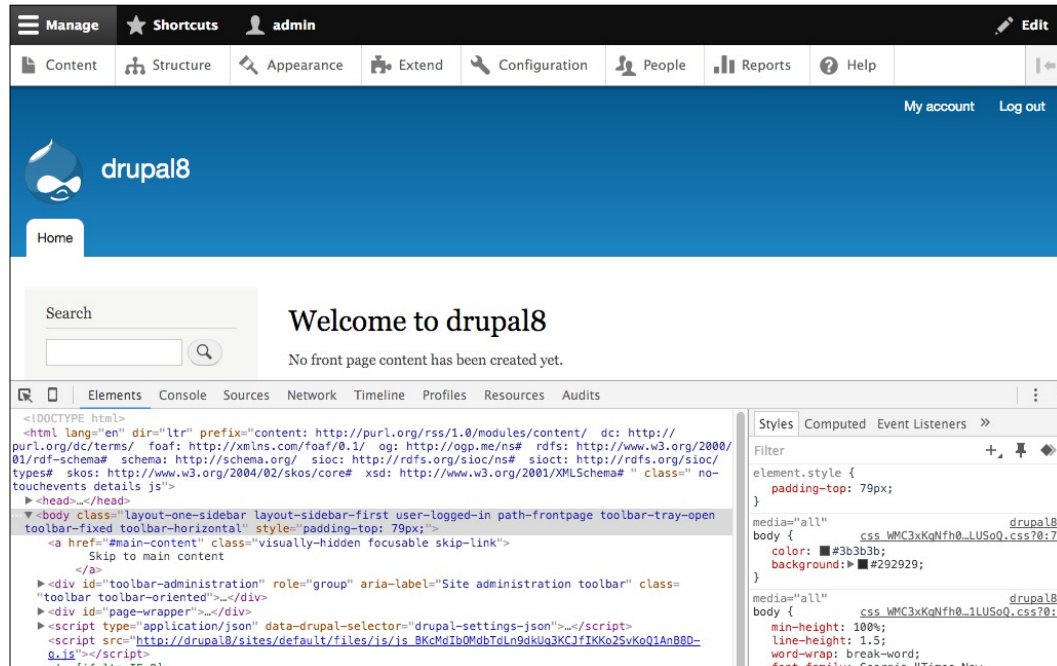 Manage Shortcuts admin Edit
Content Structure Appearance Extend Configuration People Reports Help
My account Log out
drupal8
Home
Search
Welcome to drupal8
No front page content has been created yet.
Elements Console Sources Network Timeline Profiles Resources Audits
<!DOCTYPE html>
<html lang="en" dir="ltr" prefix="content: http://purl.org/rss/1.0/modules/content/ dc: http://
purl.org/dc/terms/ foaf: http://xmlns.com/foaf/0.1/ og: http://ogp.me/ns# rdfs: http://www.w3.org/2000/
01/rdf-schema# schema: http://schema.org/ sioc: http://rdfs.org/sioc/ns# sioct: http://rdfs.org/sioc/
types# skos: http://www.w3.org/2004/02/skos/core# xsd: http://www.w3.org/2001/XMLSchema# " class=" no-
touchevents details js">
<head>…</head>
<body class="layout-one-sidebar layout-sidebar-first user-logged-in path-frontpage toolbar-tray-open
toolbar-fixed toolbar-horizontal" style="padding-top: 79px;">
<a href="#main-content" class="visually-hidden focusable skip-link">
Skip to main content
</a>
<div id="toolbar-administration" role="group" aria-label="Site administration toolbar" class=
"toolbar toolbar-oriented">…</div>
<div id="page-wrapper">…</div>
<script type="application/json" data-drupal-selector="drupal-settings-json">…</script>
<script src="http://drupal8/sites/default/files/js/js_BKcMdIbOMdbTdLn9dkUq3KCJfIKKo2SvKoQ1AnB8D-
g.js"></script>
Styles Computed Event Listeners »
Filter
element.style {
padding-top: 79px;
}
media="all" drupal8
body { css_WMC3xKqNfh0…LUSoQ.css?0:7
color: #3b3b3b;
background: #292929;
}
media="all" drupal8
body { css_WMC3xKqNfh0…1LUSoQ.css?0:
min-height: 100%;
line-height: 1.5;
word-wrap: break-word;